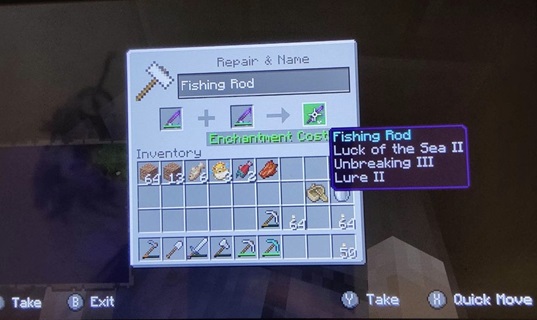 Repair & Name
Fishing Rod
Enchantment Cost
Fishing Rod
Luck of the Sea II
Unbreaking III
Lure II
Inventory
64 13
64 64
50
Take
B Exit
Y Take
X Quick Move